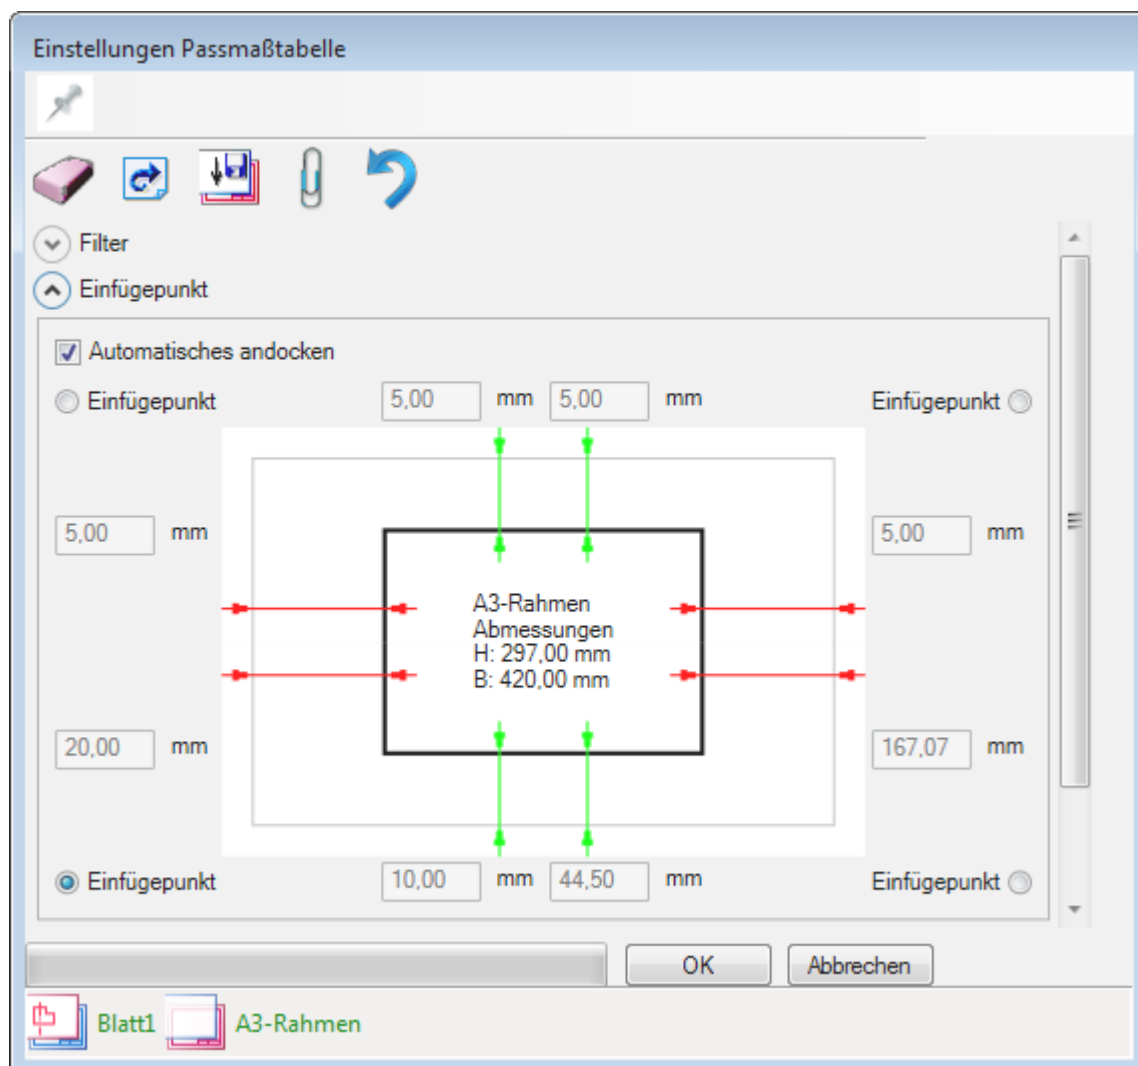 Einstellungen Passmaßtabelle
Filter
Einfügepunkt
Automatisches andocken
Einfügepunkt 5,00 mm 5,00 mm Einfügepunkt
5,00 mm 5,00 mm
A3-Rahmen
Abmessungen
H: 297,00 mm
B: 420,00 mm
20,00 mm 167,07 mm
Einfügepunkt 10,00 mm 44,50 mm Einfügepunkt
OK Abbrechen
Blatt1 A3-Rahmen